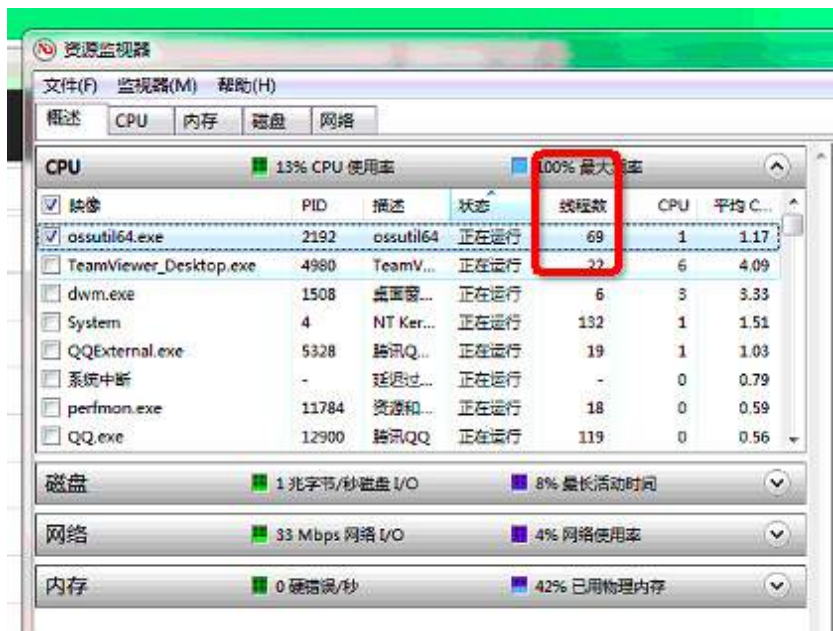 资源监视器
文件(F) 监视器(M) 帮助(H)
概述 CPU 内存 磁盘 网络
CPU 13% CPU 使用率 100% 最大频率
映像 PID 描述 状态 线程数 CPU 平均 C...
ossutil64.exe 2192 ossutil64 正在运行 69 1 1.17
TeamViewer_Desktop.exe 4980 TeamV... 正在运行 22 6 4.09
dwm.exe 1508 桌面窗... 正在运行 6 3 3.33
System 4 NT Ker... 正在运行 132 1 1.51
QQExternal.exe 5328 腾讯Q... 正在运行 19 1 1.03
系统中断 - 延迟过... 正在运行 - 0 0.79
perfmon.exe 11784 资源和... 正在运行 18 0 0.59
QQ.exe 12900 腾讯QQ 正在运行 119 0 0.56
磁盘 1 兆字节/秒磁盘 I/O 8% 最长活动时间
网络 33 Mbps 网络 I/O 4% 网络使用率
内存 0 硬错误/秒 42% 已用物理内存